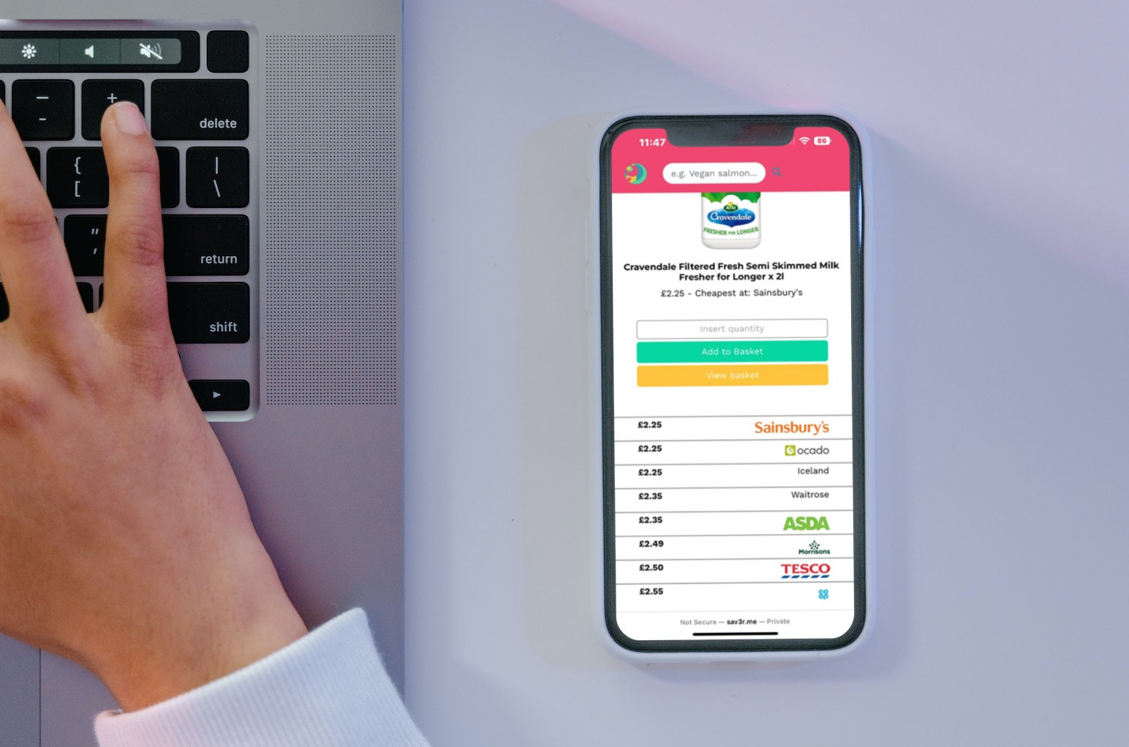 –
-
+
delete
{
[
|
\
"
'
return
shift
11:47
86
e.g. Vegan salmon...
Arla
Cravendale
FRESHER FOR LONGER
Cravendale Filtered Fresh Semi Skimmed Milk
Fresher for Longer x 2l
£2.25 - Cheapest at: Sainsbury's
Insert quantity
Add to Basket
View basket
£2.25 Sainsbury's
£2.25 ocado
£2.25 Iceland
£2.35 Waitrose
£2.35 ASDA
£2.49 Morrisons
£2.50 TESCO
£2.55
Not Secure — sav3r.me — Private